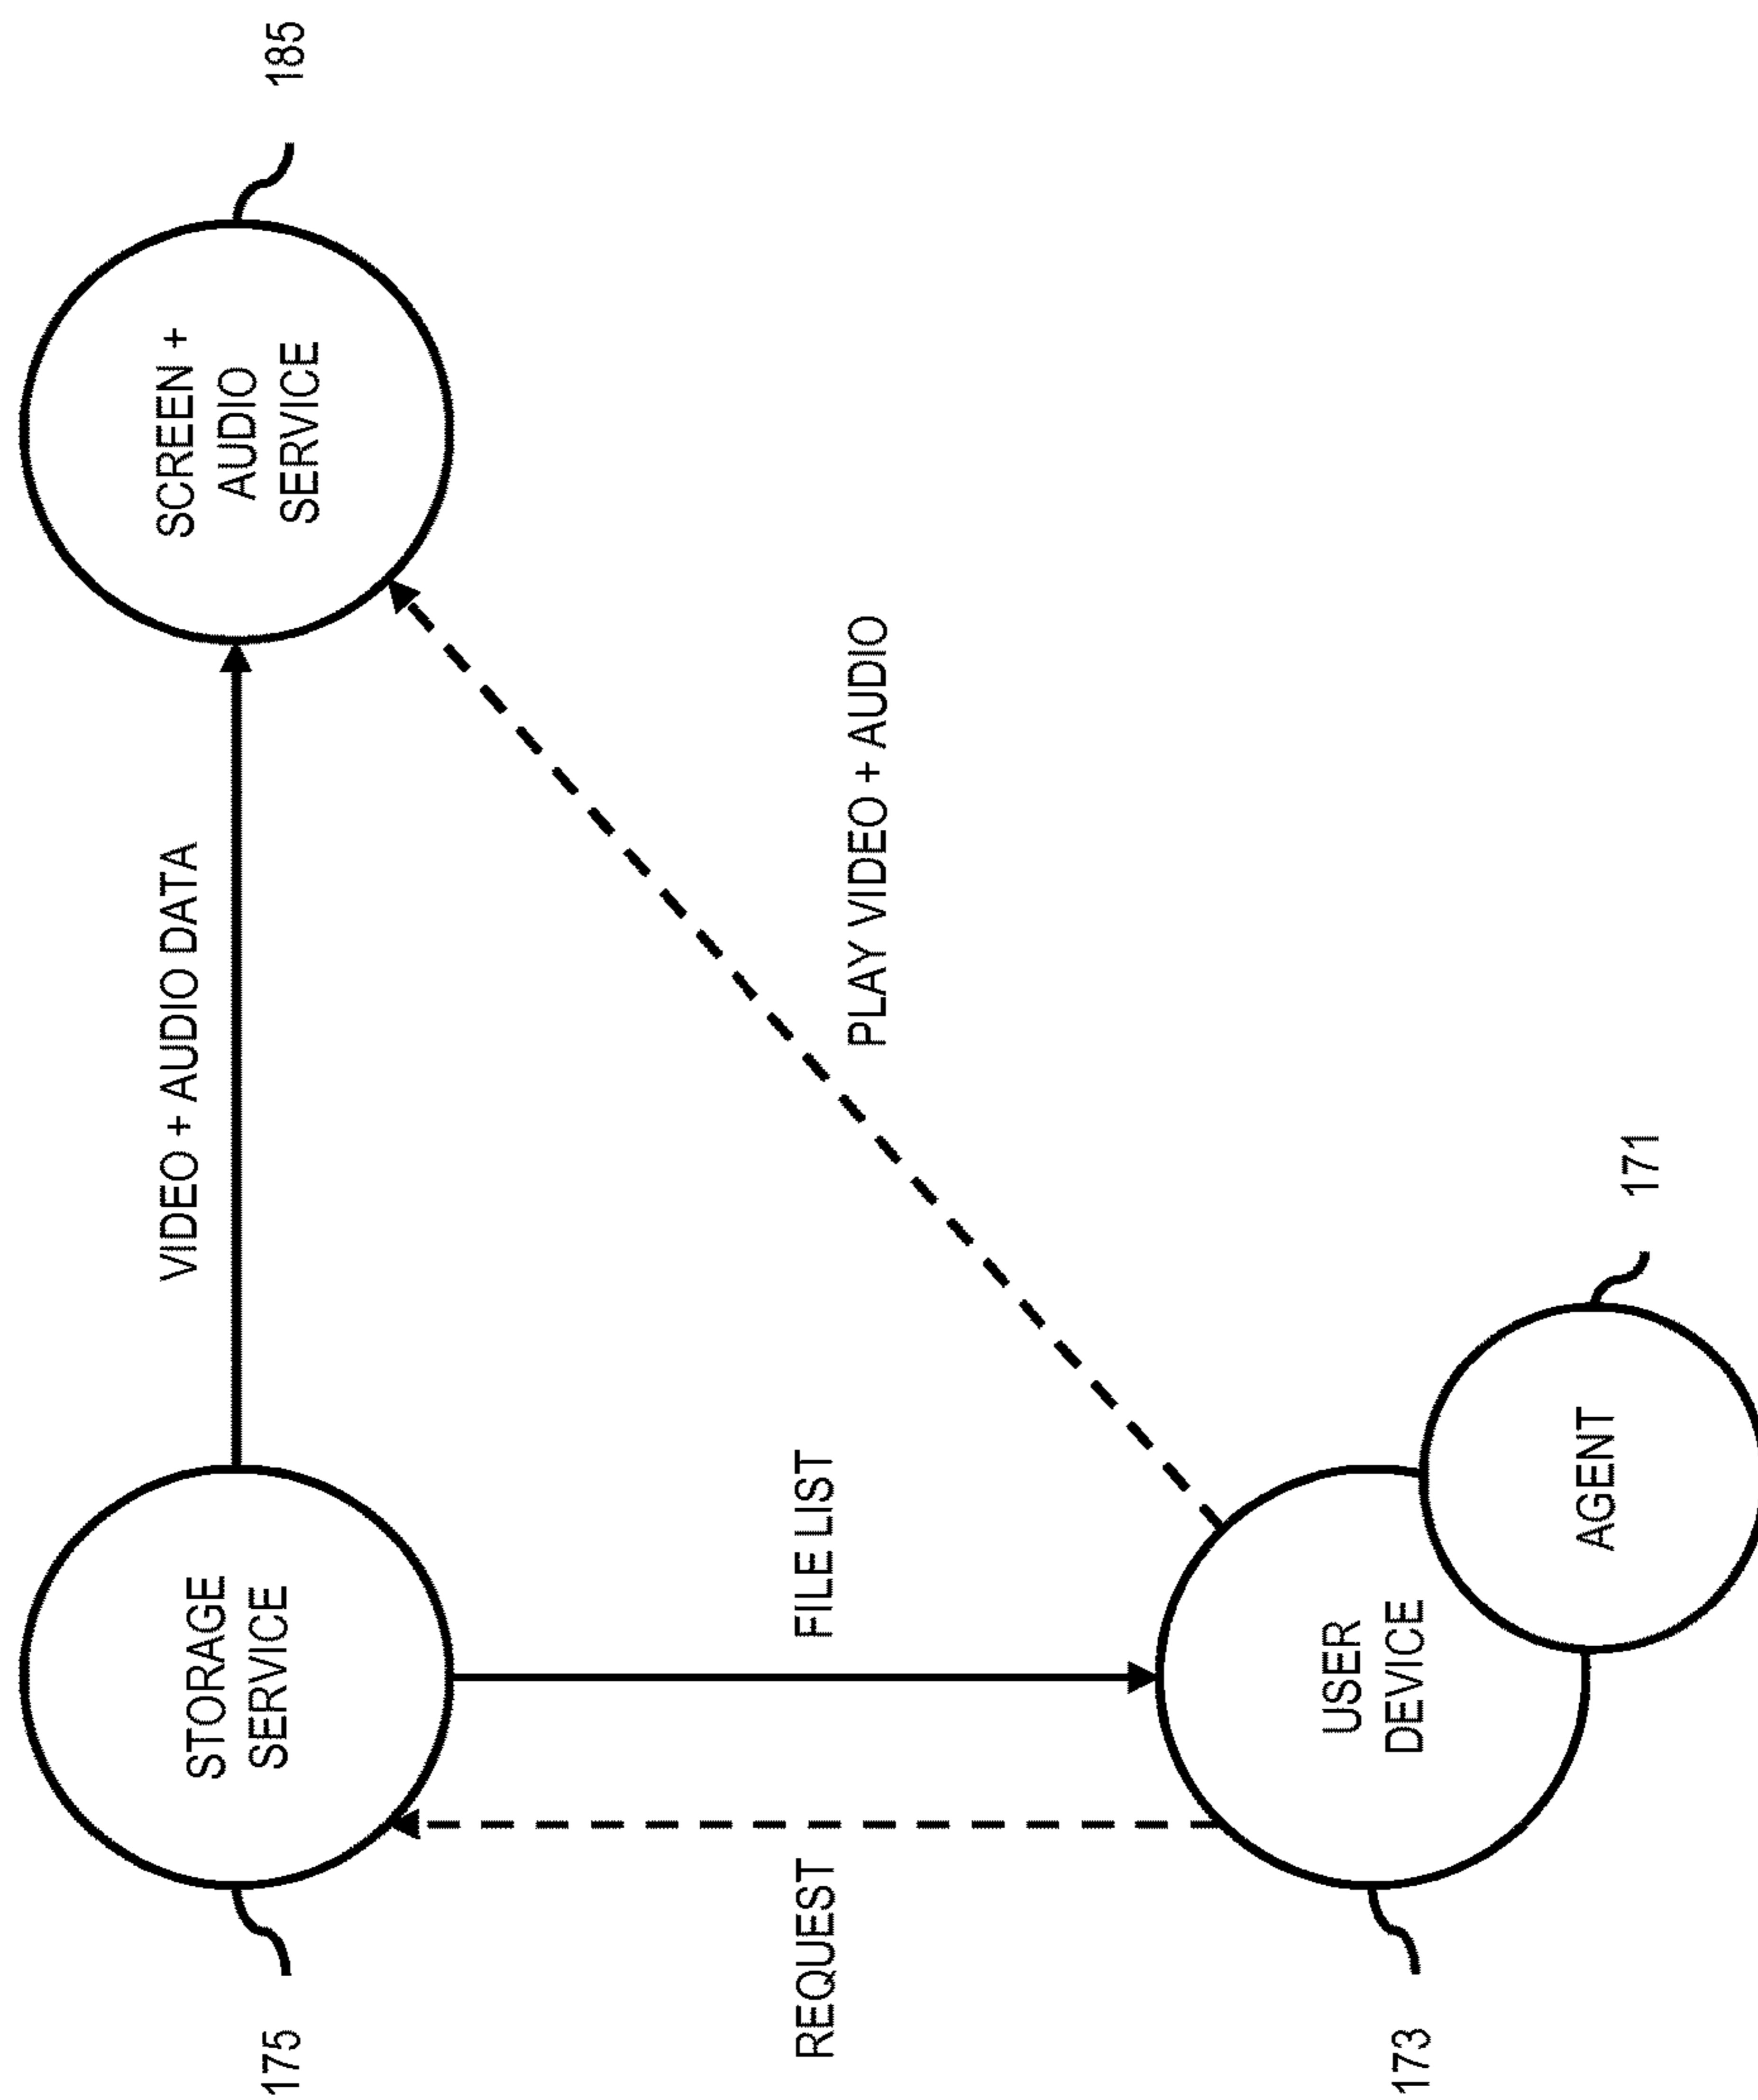 175
STORAGE
SERVICE
VIDEO + AUDIO DATA
SCREEN +
AUDIO
SERVICE
185
REQUEST
FILE LIST
PLAY VIDEO + AUDIO
173
USER
DEVICE
AGENT
171